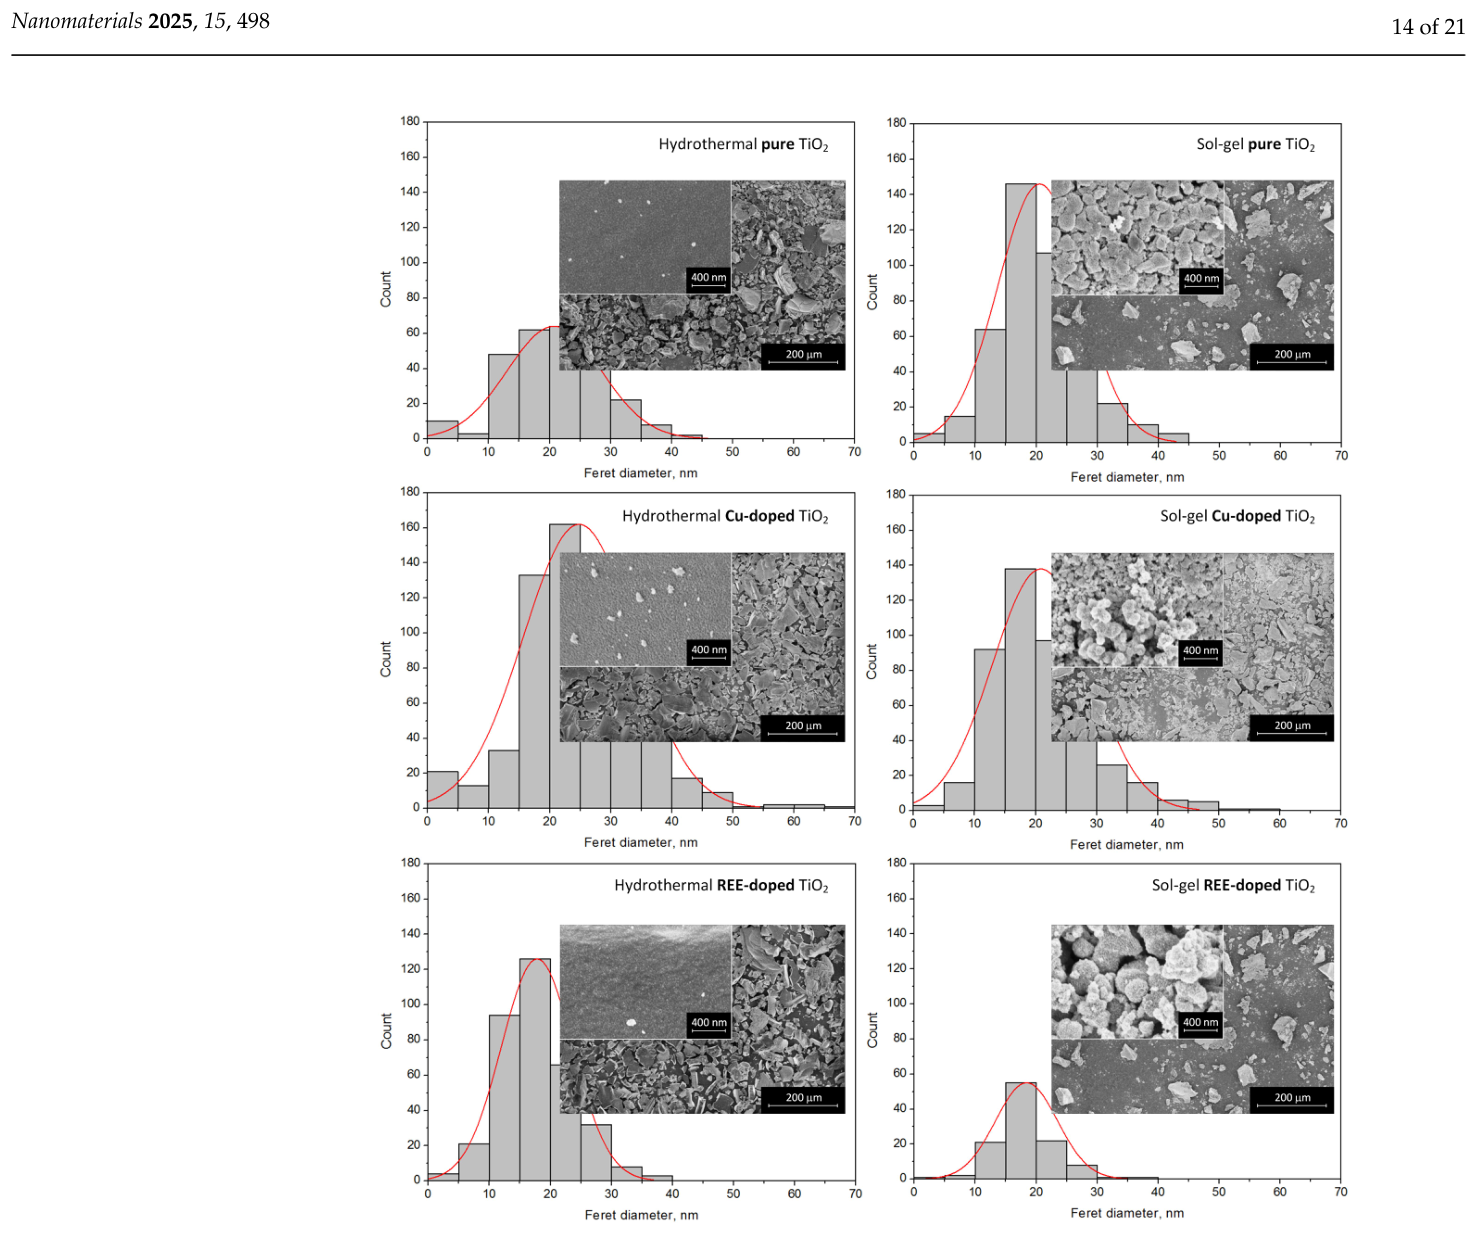 Nanomaterials 2025, 15, 498
14 of 21
Hydrothermal pure TiO2
180
160
140
120
100
80
60
40
20
0
Count
400 nm
200 µm
0 10 20 30 40 50 60 70
Feret diameter, nm
Sol-gel pure TiO2
180
160
140
120
100
80
60
40
20
0
Count
400 nm
200 µm
0 10 20 30 40 50 60 70
Feret diameter, nm
Hydrothermal Cu-doped TiO2
180
160
140
120
100
80
60
40
20
0
Count
400 nm
200 µm
0 10 20 30 40 50 60 70
Feret diameter, nm
Sol-gel Cu-doped TiO2
180
160
140
120
100
80
60
40
20
0
Count
400 nm
200 µm
0 10 20 30 40 50 60 70
Feret diameter, nm
Hydrothermal REE-doped TiO2
180
160
140
120
100
80
60
40
20
0
Count
400 nm
200 µm
0 10 20 30 40 50 60 70
Feret diameter, nm
Sol-gel REE-doped TiO2
180
160
140
120
100
80
60
40
20
0
Count
400 nm
200 µm
0 10 20 30 40 50 60 70
Feret diameter, nm